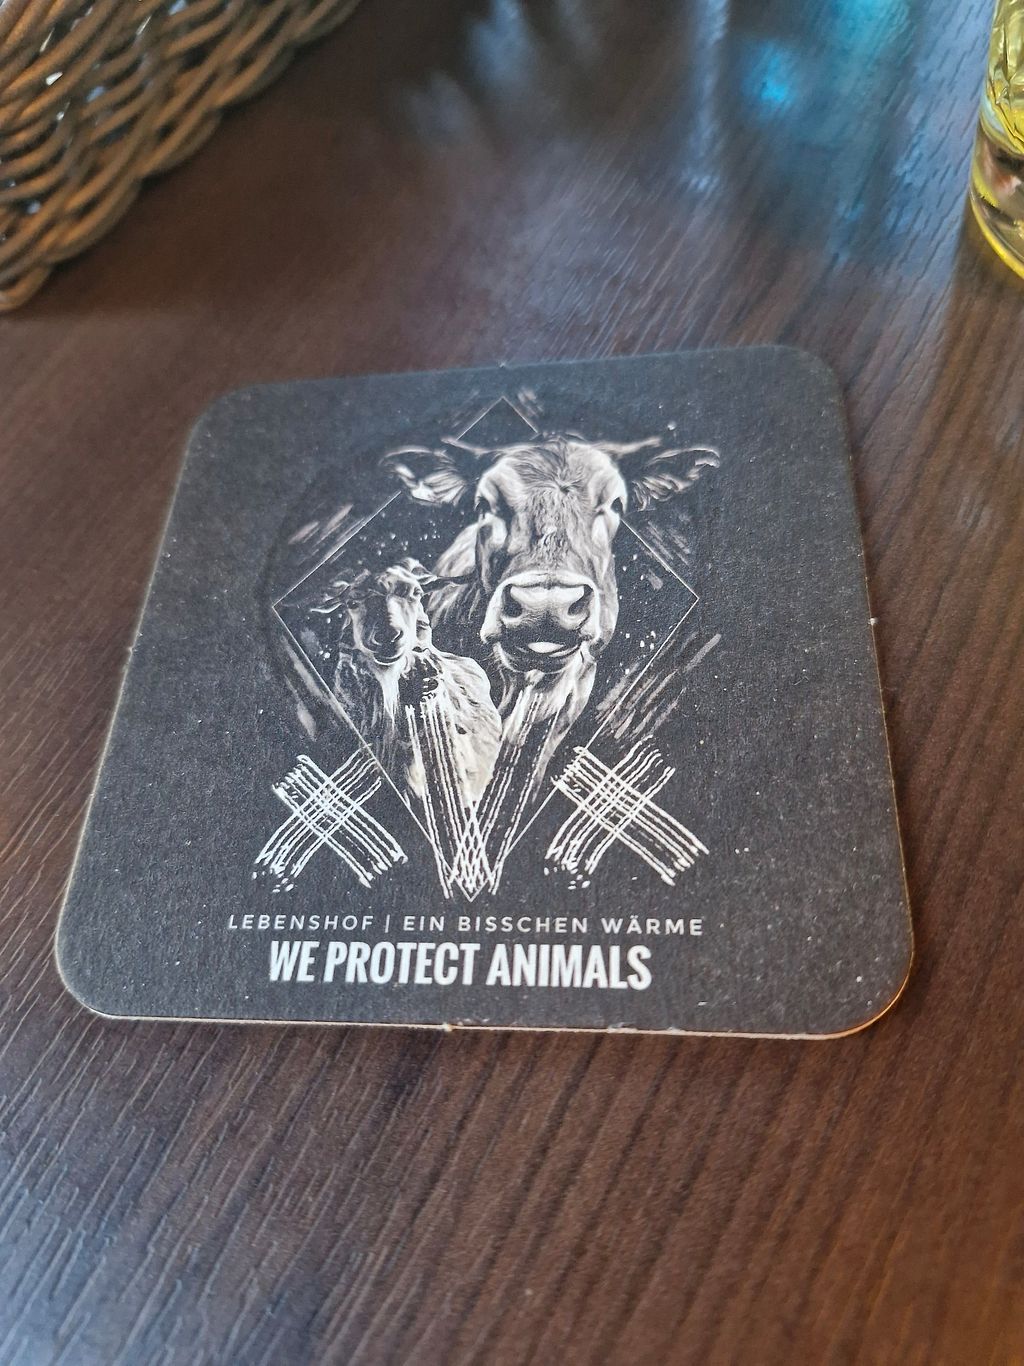 LEBENSHOF | EIN BISSCHEN WÄRME
WE PROTECT ANIMALS